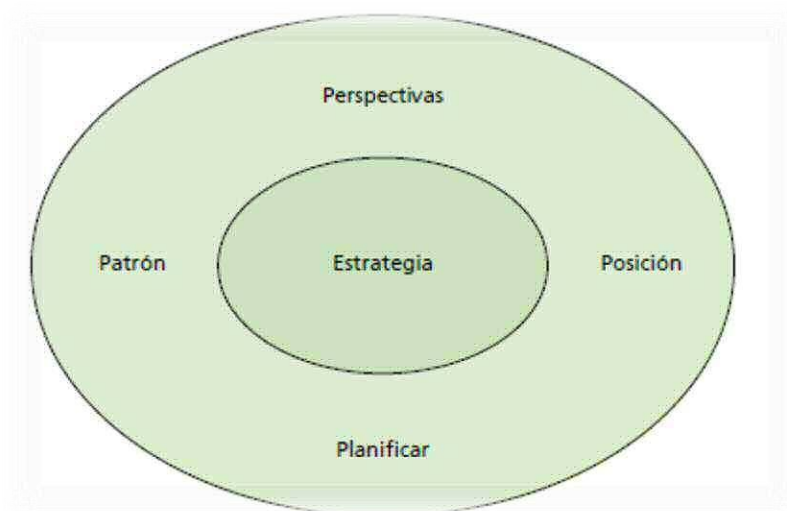 Perspectivas
Patrón
Estrategia
Posición
Planificar